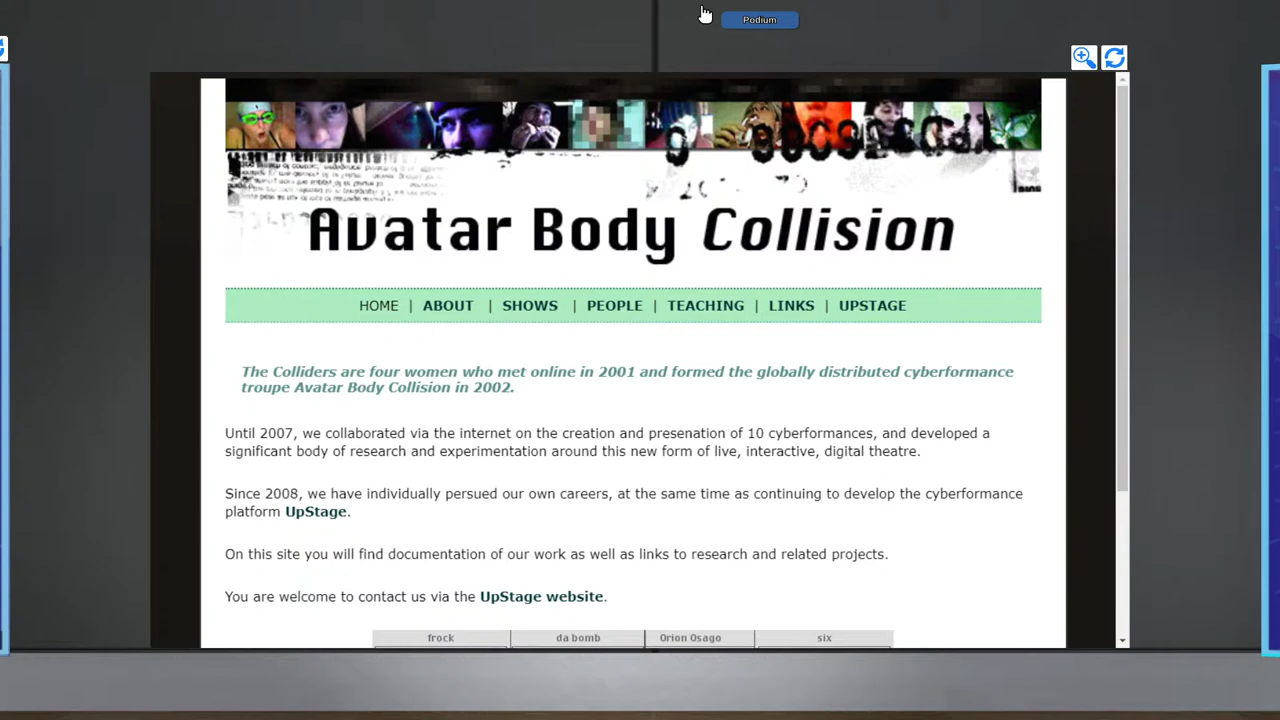 Podium
Avatar Body Collision
HOME | ABOUT | SHOWS | PEOPLE | TEACHING | LINKS | UPSTAGE
The Colliders are four women who met online in 2001 and formed the globally distributed cyberformance
troupe Avatar Body Collision in 2002.
Until 2007, we collaborated via the internet on the creation and presenation of 10 cyberformances, and developed a
significant body of research and experimentation around this new form of live, interactive, digital theatre.
Since 2008, we have individually persued our own careers, at the same time as continuing to develop the cyberformance
platform UpStage.
On this site you will find documentation of our work as well as links to research and related projects.
You are welcome to contact us via the UpStage website.
frock da bomb Orion Osago six